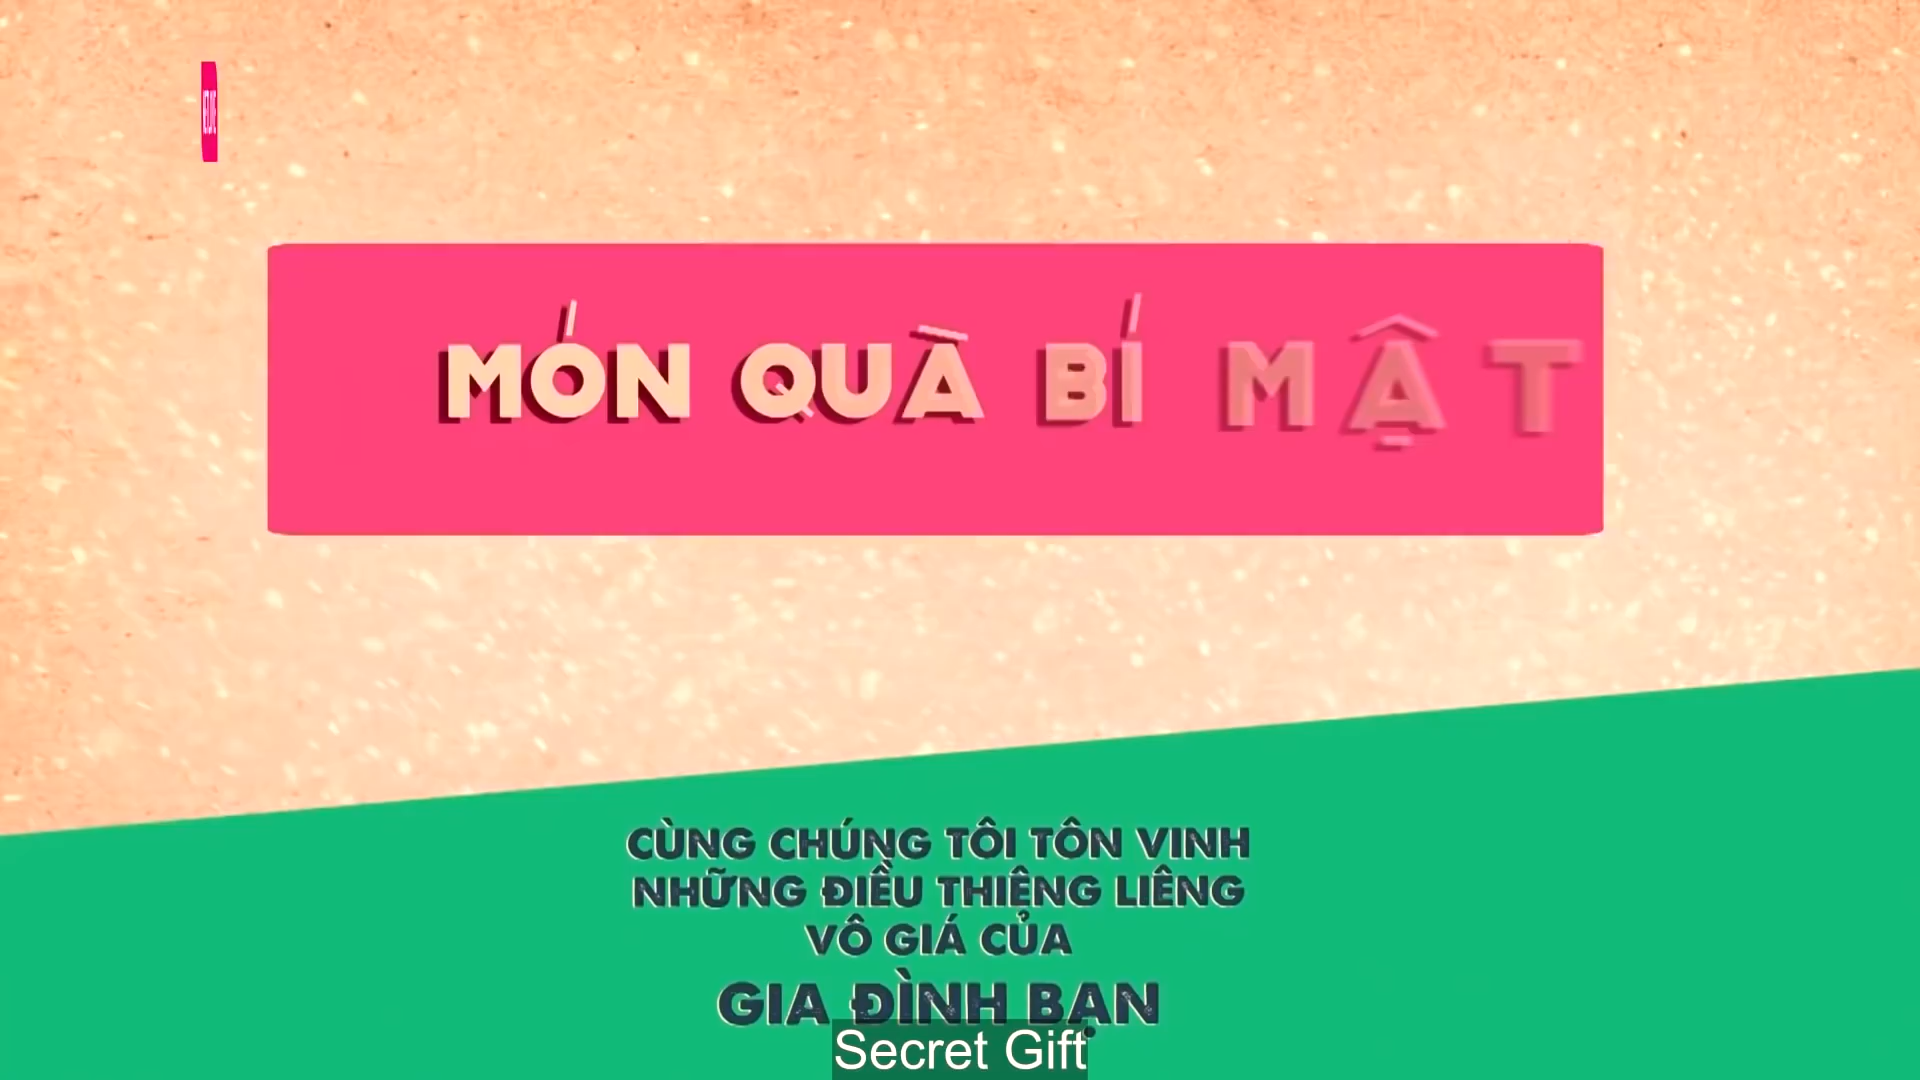 MÓN QUÀ BÍ MẬT
CÙNG CHÚNG TÔI TÔN VINH
NHỮNG ĐIỀU THIÊNG LIÊNG
VÔ GIÁ CỦA
GIA ĐÌNH BẠN
Secret Gift